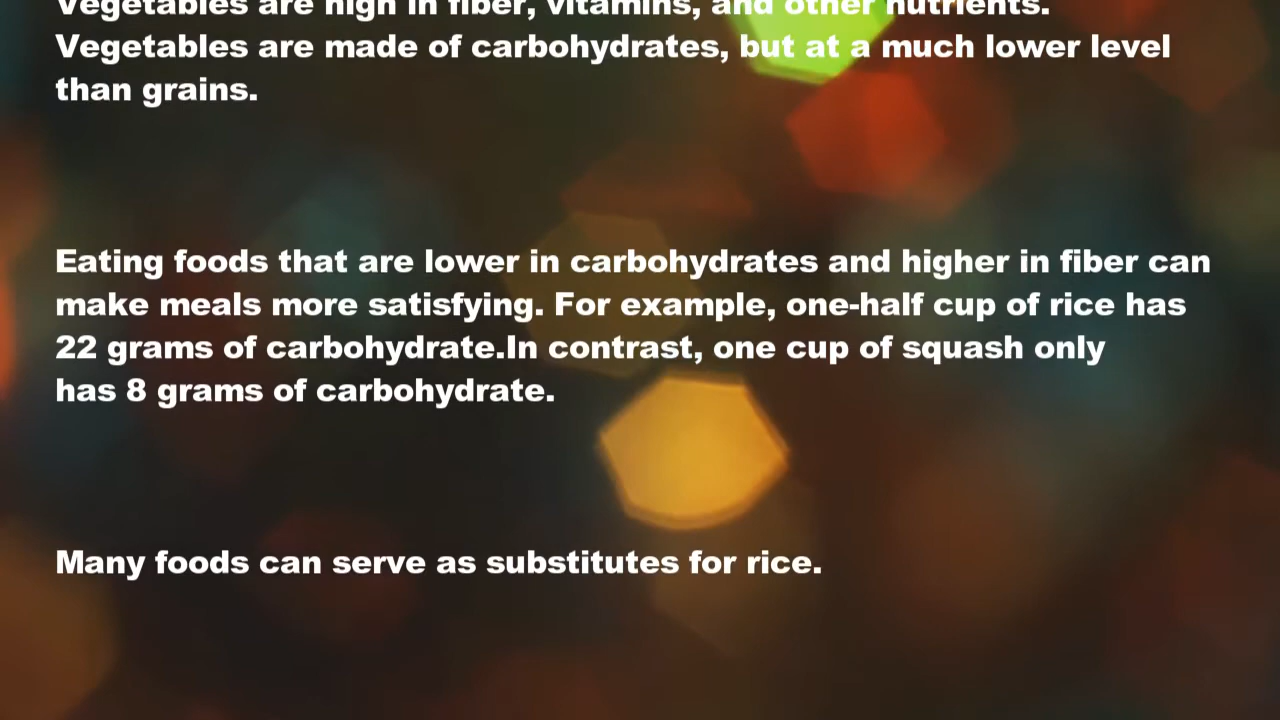 Vegetables are high in fiber, vitamins, and other nutrients.
Vegetables are made of carbohydrates, but at a much lower level
than grains.
Eating foods that are lower in carbohydrates and higher in fiber can
make meals more satisfying. For example, one-half cup of rice has
22 grams of carbohydrate.In contrast, one cup of squash only
has 8 grams of carbohydrate.
Many foods can serve as substitutes for rice.